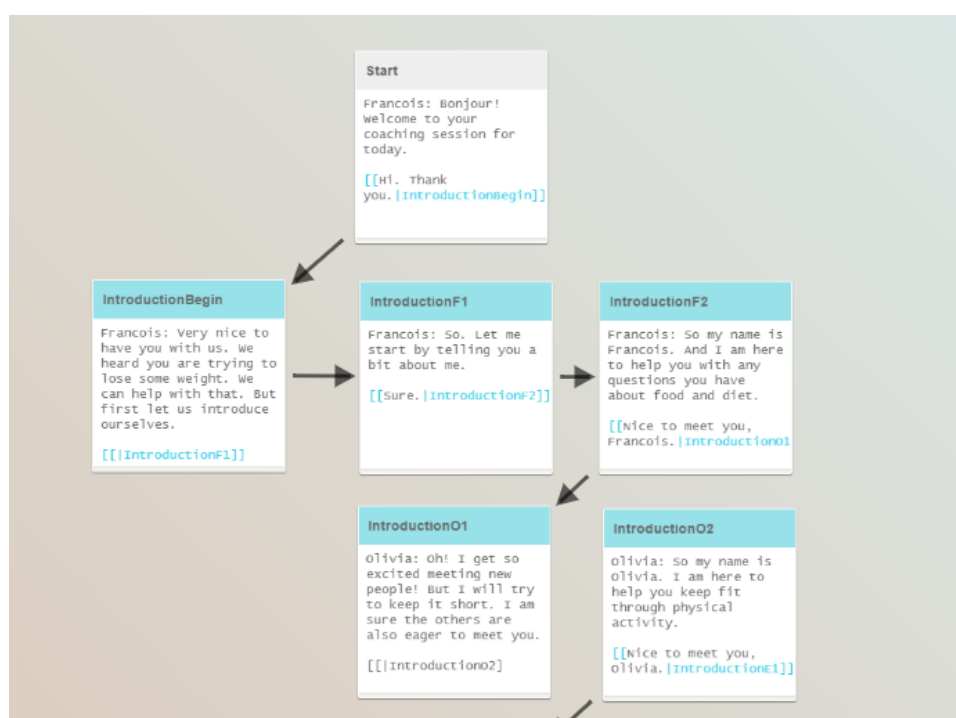 Start
Francois: Bonjour!
Welcome to your
coaching session for
today.
[[Hi. Thank
you.|IntroductionBegin]]
IntroductionBegin
Francois: Very nice to
have you with us. We
heard you are trying to
lose some weight. We
can help with that. But
first let us introduce
ourselves.
[[|IntroductionF1]]
IntroductionF1
Francois: So. Let me
start by telling you a
bit about me.
[[Sure.|IntroductionF2]]
IntroductionF2
Francois: So my name is
Francois. And I am here
to help you with any
questions you have
about food and diet.
[[Nice to meet you,
Francois.|IntroductionO1
IntroductionO1
Olivia: Oh! I get so
excited meeting new
people! But I will try
to keep it short. I am
sure the others are
also eager to meet you.
[[|IntroductionO2]
IntroductionO2
Olivia: So my name is
Olivia. I am here to
help you keep fit
through physical
activity.
[[Nice to meet you,
Olivia.|IntroductionE1]]